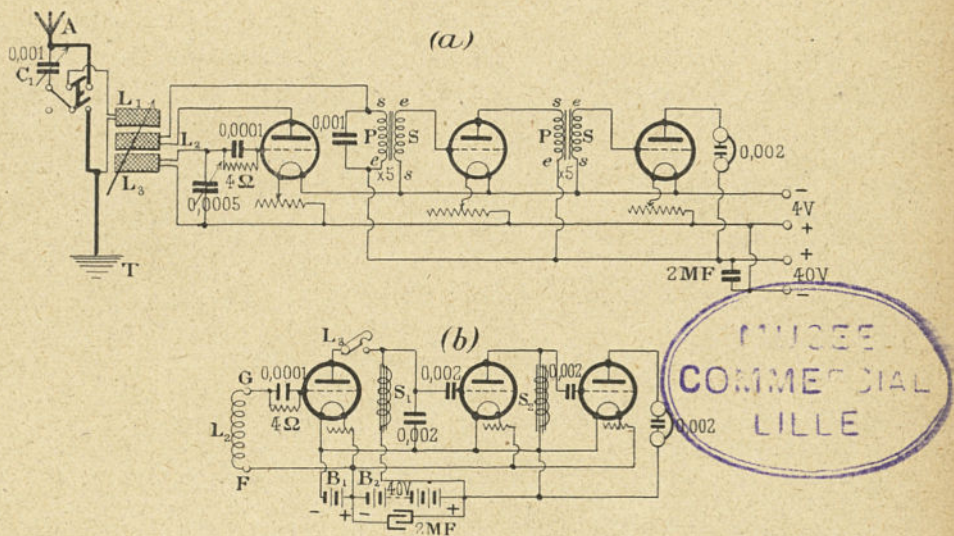 (a)
A
0,001
C₁
E
L₁
L₂
L₃
T
0,0001
4Ω
0,0005
0,001
s e
P S
e s
x5
s e
P S
e s
x5
0,002
−
4V
+
+
2MF 40V
−
(b)
L₃
G
0,0001
4Ω
L₂
F
S₁
0,002
0,002
S₂
0,002
0,002
B₁ B₂ 40V
− + − +
2MF
MUSEE
COMMERCIAL
LILLE